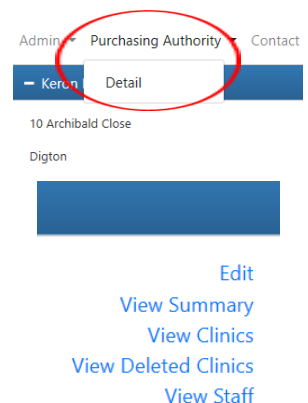 Admin Purchasing Authority Contact
Keron
Detail
10 Archibald Close
Digton
Edit
View Summary
View Clinics
View Deleted Clinics
View Staff